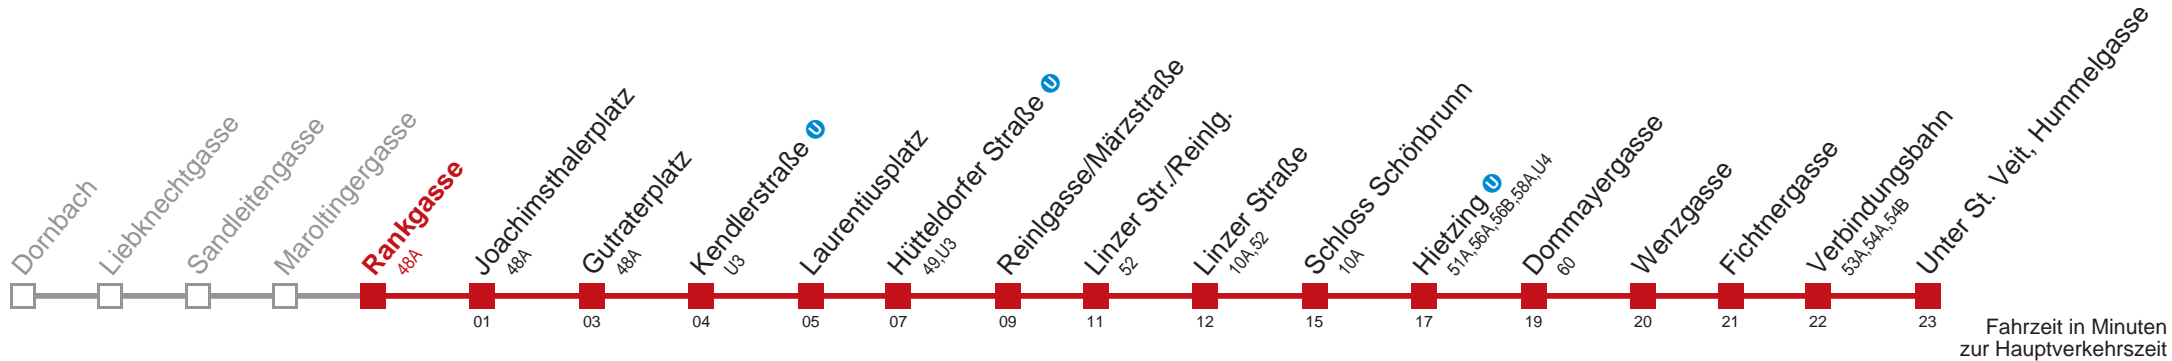 Dornbach
Liebknechtgasse
Sandleitengasse
Maroltingergasse
Rankgasse
48A
Joachimsthalerplatz
48A
01
Gutraterplatz
48A
03
Kendlerstraße U
U3
04
Laurentiusplatz
05
Hütteldorfer Straße U
49,U3
07
Reinlgasse/Märzstraße
09
Linzer Str./Reinlg.
52
11
Linzer Straße
10A,52
12
Schloss Schönbrunn
10A
15
Hietzing U
51A,56A,56B,58A,U4
17
Dommayergasse
60
19
Wenzgasse
20
Fichtnergasse
21
Verbindungsbahn
53A,54A,54B
22
Unter St. Veit, Hummelgasse
23
Fahrzeit in Minuten
zur Hauptverkehrszeit